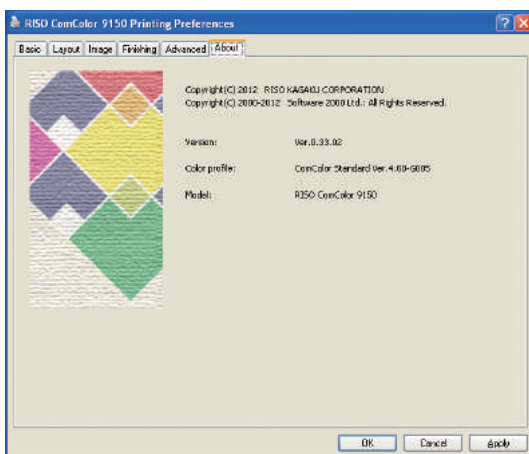 RISO ComColor 9150 Printing Preferences
Basic Layout Image Finishing Advanced About
Copyright(C) 2012 RISO KAGAKU CORPORATION
Copyright(C) 2000-2012 Software 2000 Ltd.: All Rights Reserved.
Version: Ver.0.33.02
Color profile: ComColor Standard Ver.4.00-G005
Model: RISO ComColor 9150
OK Cancel Apply